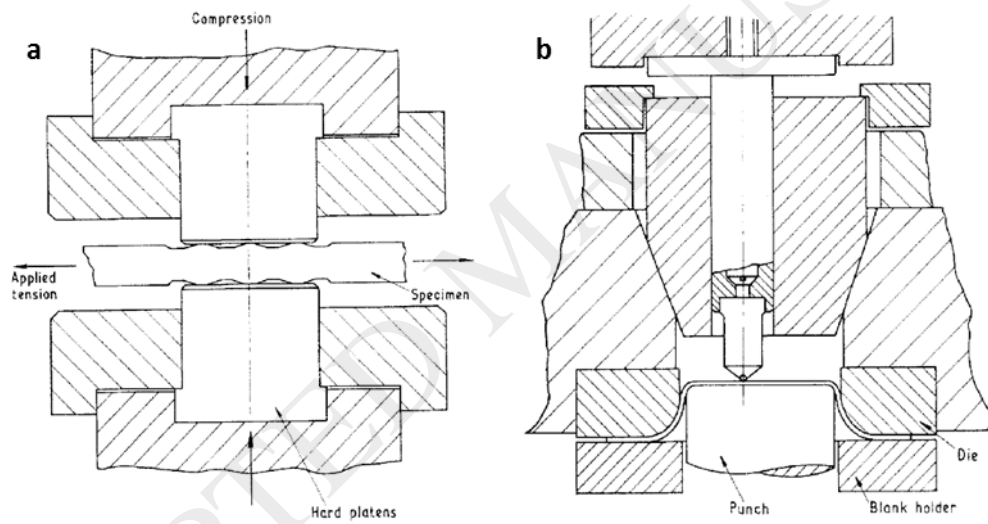 a
Compression
Applied
tension
Specimen
Hard platens
b
Die
Punch
Blank holder